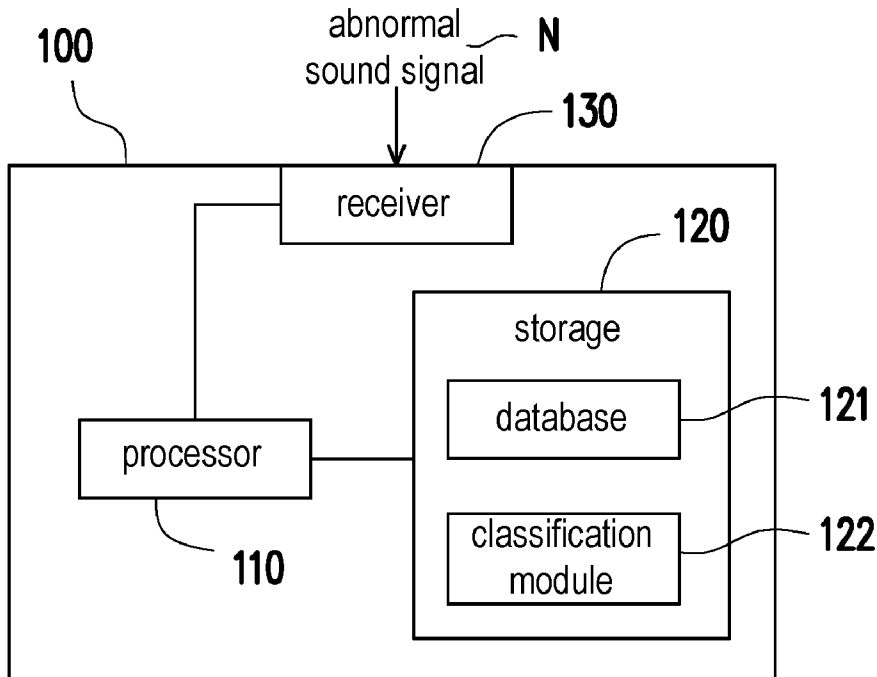 abnormal
sound signal
N
100
130
receiver
120
storage
database
121
processor
110
classification
module
122